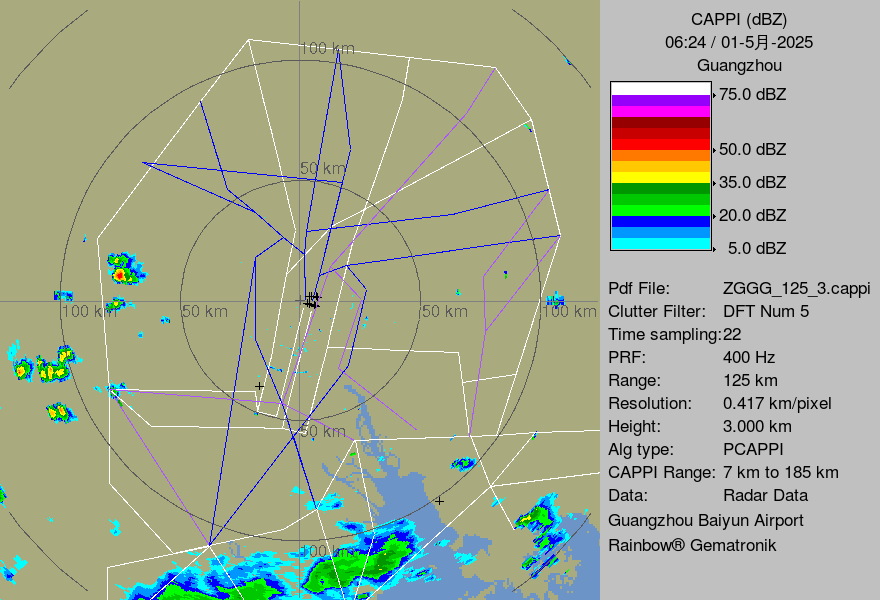 CAPPI (dBZ)
06:24 / 01-5月-2025
Guangzhou
75.0 dBZ
50.0 dBZ
35.0 dBZ
20.0 dBZ
5.0 dBZ
Pdf File: ZGGG_125_3.cappi
Clutter Filter: DFT Num 5
Time sampling:22
PRF: 400 Hz
Range: 125 km
Resolution: 0.417 km/pixel
Height: 3.000 km
Alg type: PCAPPI
CAPPI Range: 7 km to 185 km
Data: Radar Data
Guangzhou Baiyun Airport
Rainbow® Gematronik
100 km
50 km
100 km
50 km
50 km
100 km
50 km
100 km